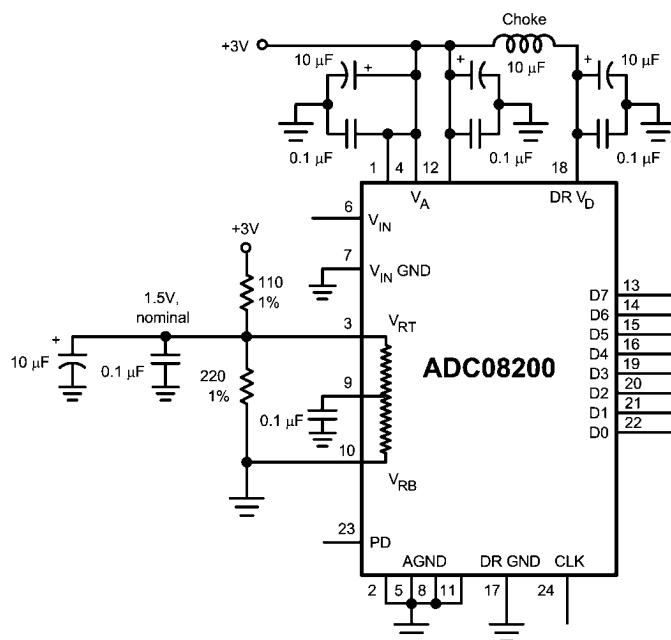 Choke
+3V
10 µF
+
+
10 µF
+
10 µF
0.1 µF
0.1 µF
0.1 µF
1
4
12
18
V_A
DR V_D
6
V_IN
7
V_IN GND
+3V
110
1%
1.5V,
nominal
3
V_RT
+
10 µF
0.1 µF
220
1%
9
0.1 µF
10
V_RB
ADC08200
D7
13
D6
14
D5
15
D4
16
D3
19
D2
20
D1
21
D0
22
23
PD
AGND
DR GND
CLK
2
5
8
11
17
24